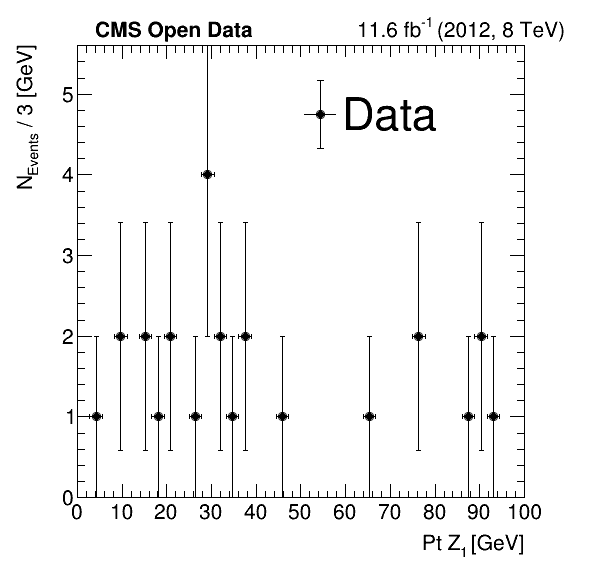 CMS Open Data 11.6 fb⁻¹ (2012, 8 TeV)
N_Events / 3 [GeV]
Data
5
4
3
2
1
0
0 10 20 30 40 50 60 70 80 90 100
Pt Z₁ [GeV]